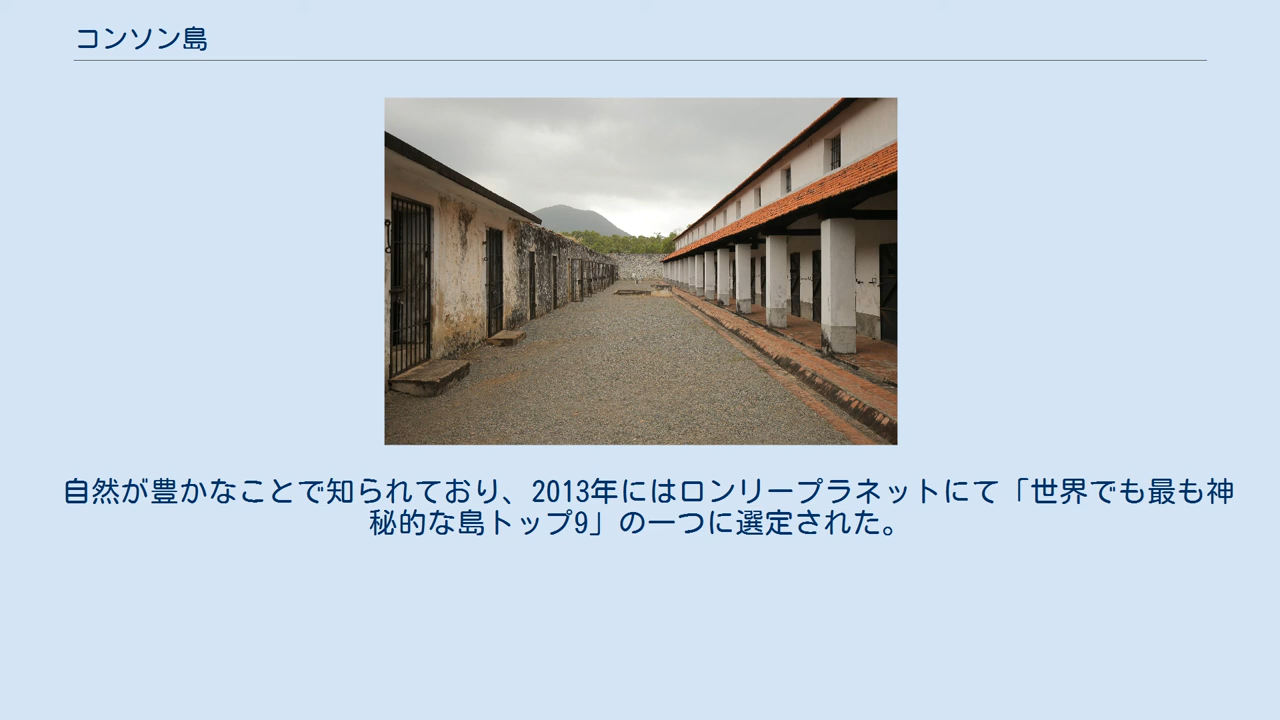 コンソン島
自然が豊かなことで知られており、2013年にはロンリープラネットにて「世界でも最も神
秘的な島トップ9」の一つに選定された。